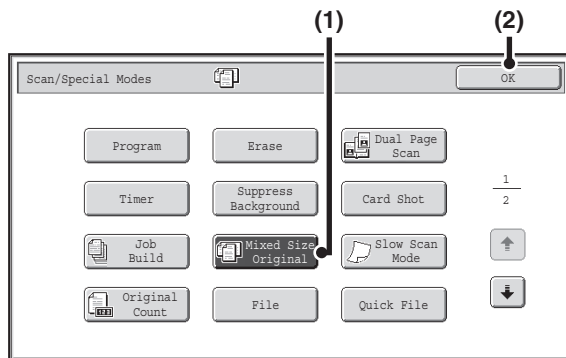 (1) (2)
Scan/Special Modes OK
Program Erase Dual Page
Scan
Timer Suppress
Background Card Shot
1
2
Job
Build Mixed Size
Original Slow Scan
Mode
Original
Count File Quick File
123